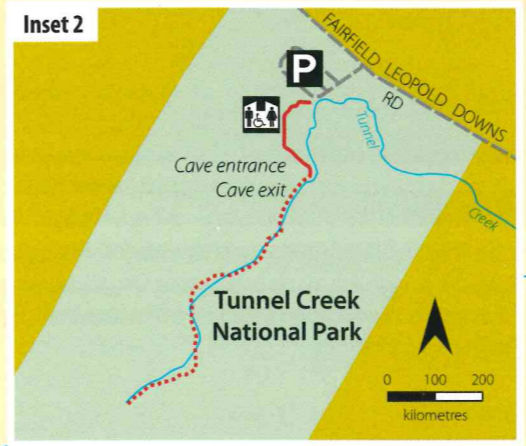 Inset 2
FAIRFIELD LEOPOLD DOWNS
RD
P
Tunnel
Creek
Cave entrance
Cave exit
Tunnel Creek
National Park
0 100 200
kilometres